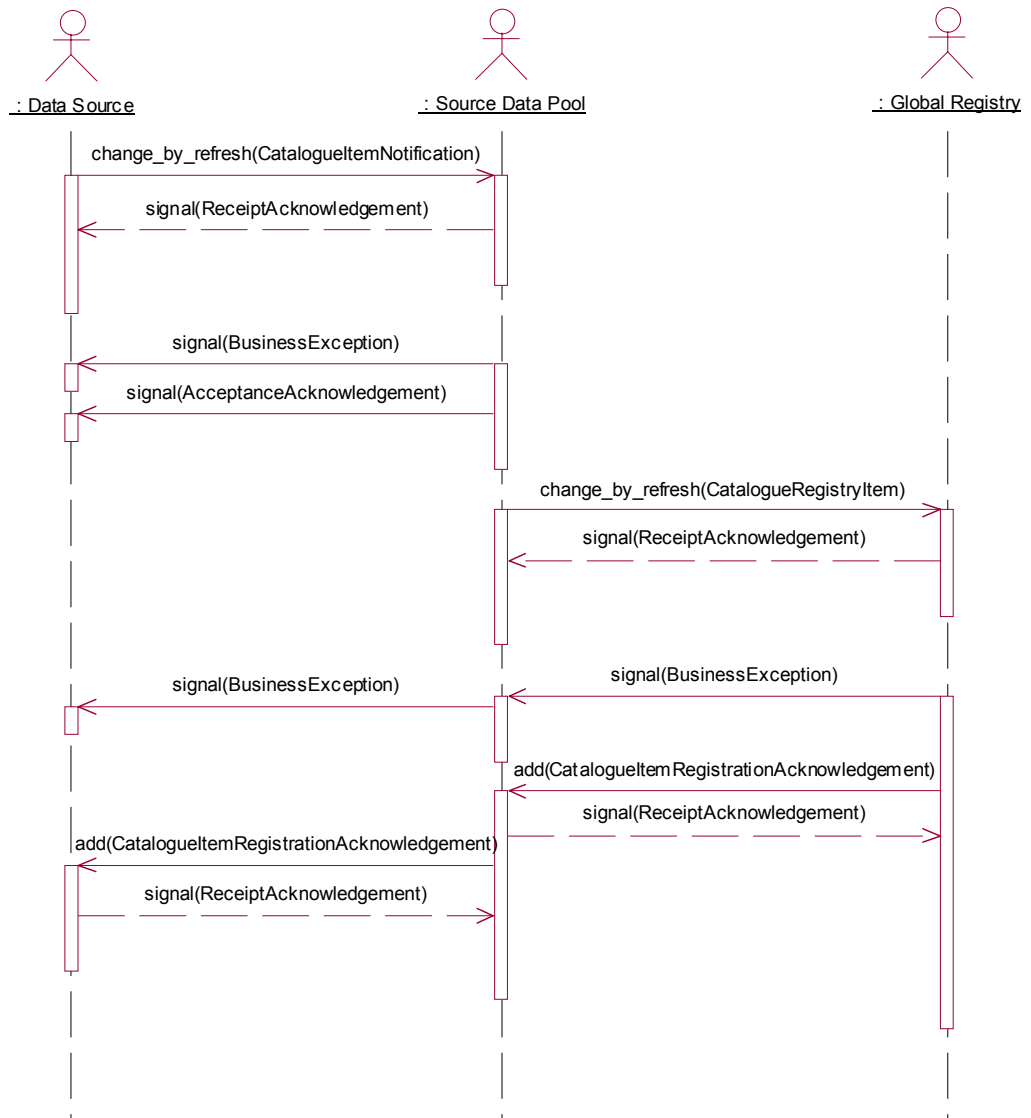 : Data Source
: Source Data Pool
: Global Registry
change_by_refresh(CatalogueItemNotification)
signal(ReceiptAcknowledgement)
signal(BusinessException)
signal(AcceptanceAcknowledgement)
change_by_refresh(CatalogueRegistryItem)
signal(ReceiptAcknowledgement)
signal(BusinessException)
signal(BusinessException)
add(CatalogueItemRegistrationAcknowledgement)
signal(ReceiptAcknowledgement)
add(CatalogueItemRegistrationAcknowledgement)
signal(ReceiptAcknowledgement)